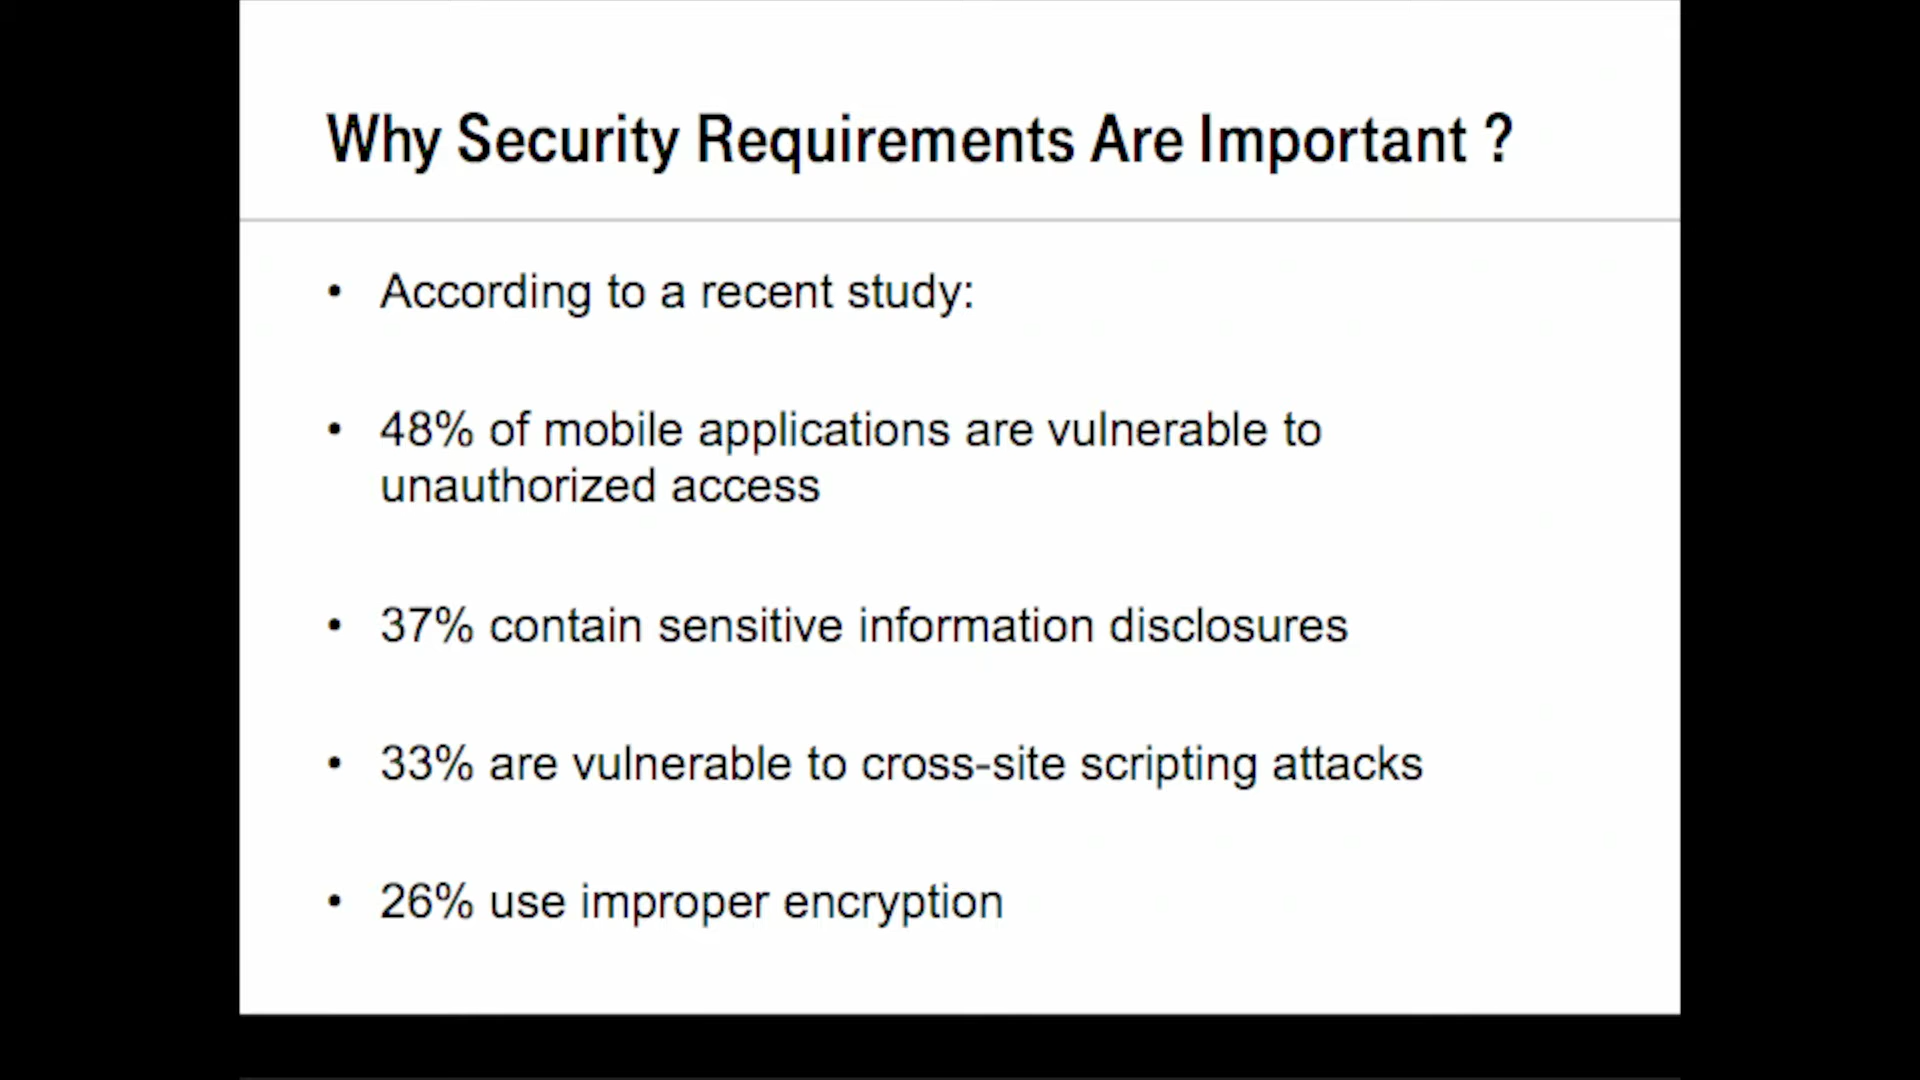 Why Security Requirements Are Important ?
• According to a recent study:
• 48% of mobile applications are vulnerable to
unauthorized access
• 37% contain sensitive information disclosures
• 33% are vulnerable to cross-site scripting attacks
• 26% use improper encryption